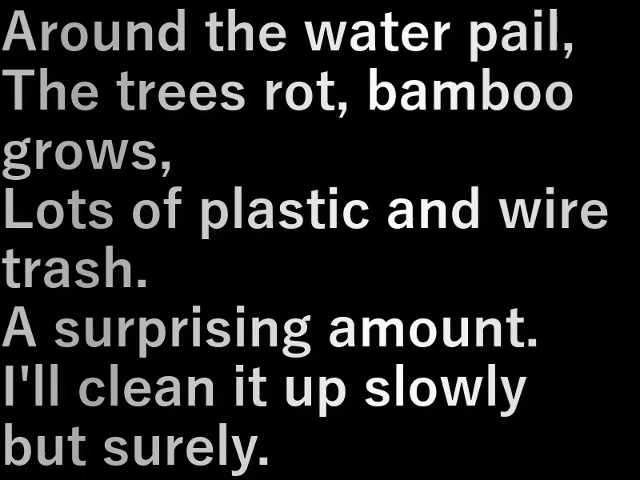 Around the water pail,
The trees rot, bamboo
grows,
Lots of plastic and wire
trash.
A surprising amount.
I'll clean it up slowly
but surely.